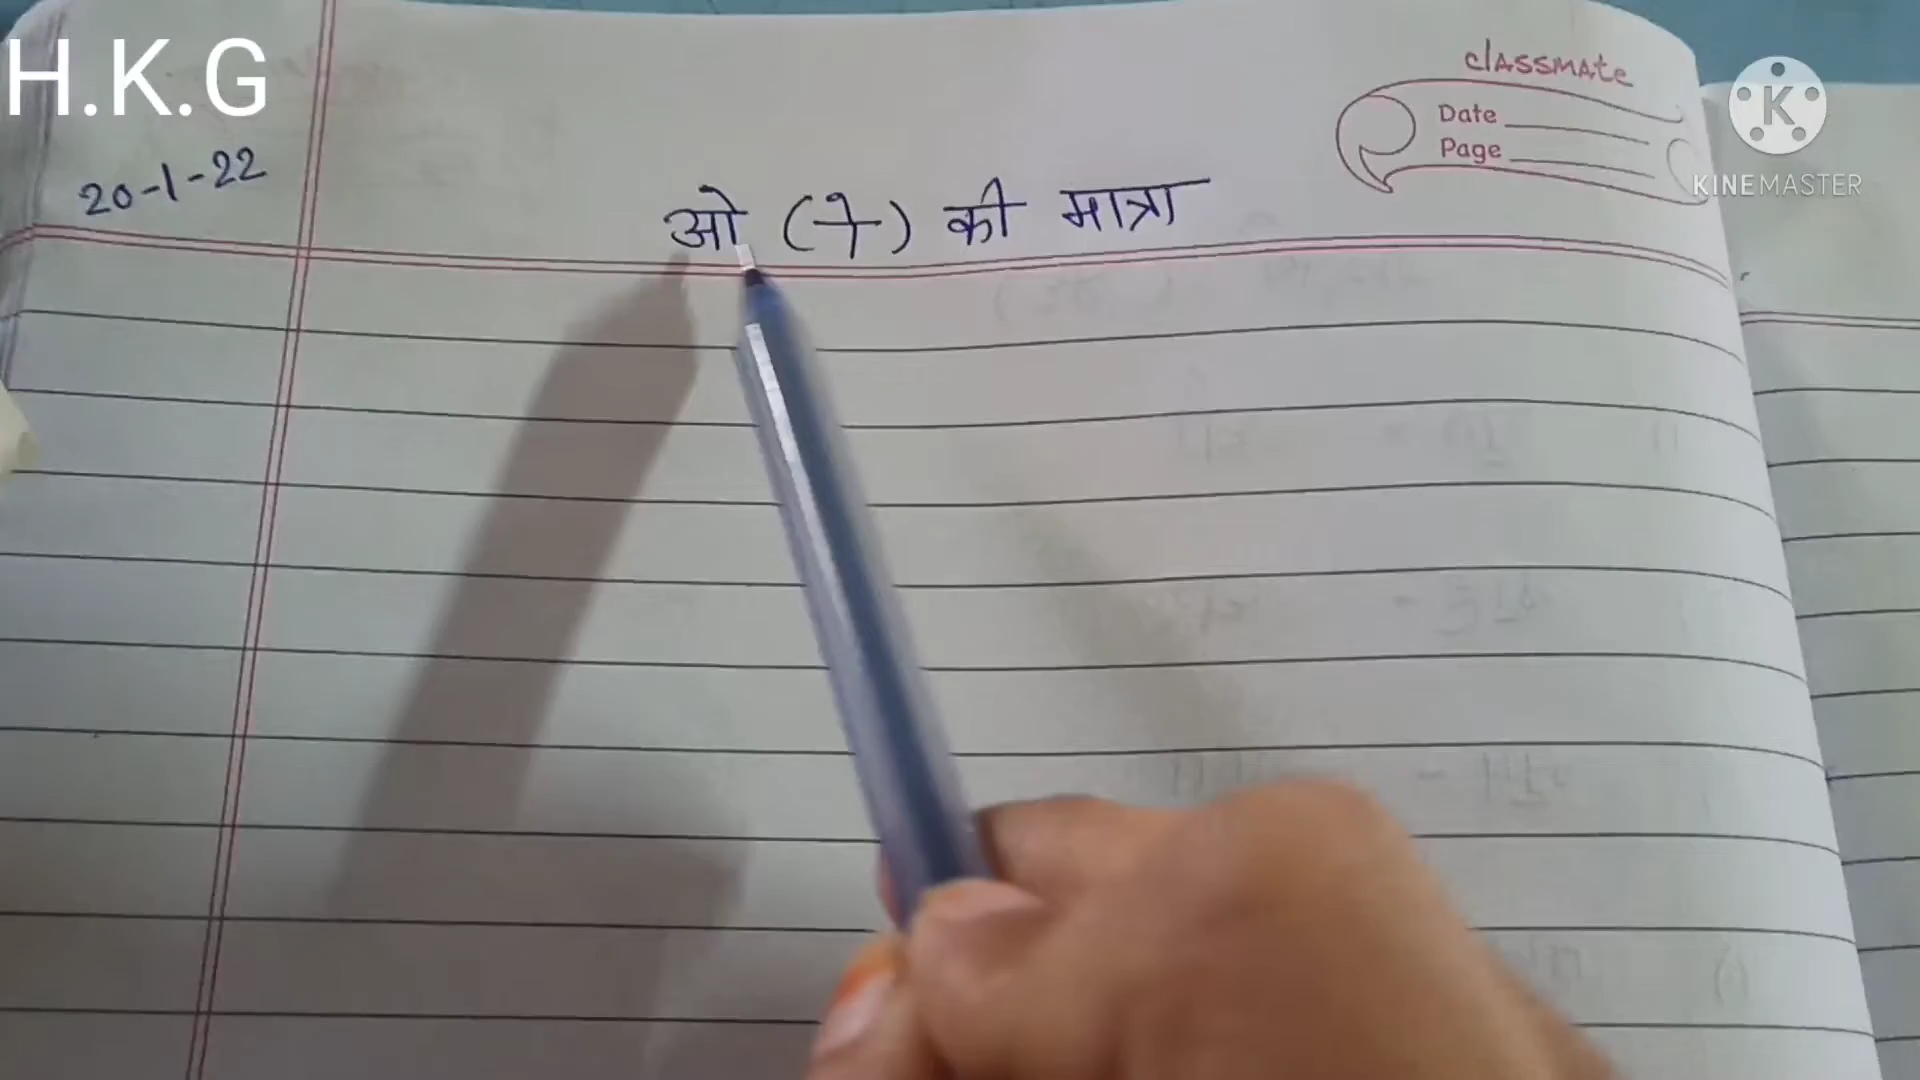 H.K.G
classmate
Date
Page
KINEMASTER
20-1-22
ओ (ो) की मात्रा